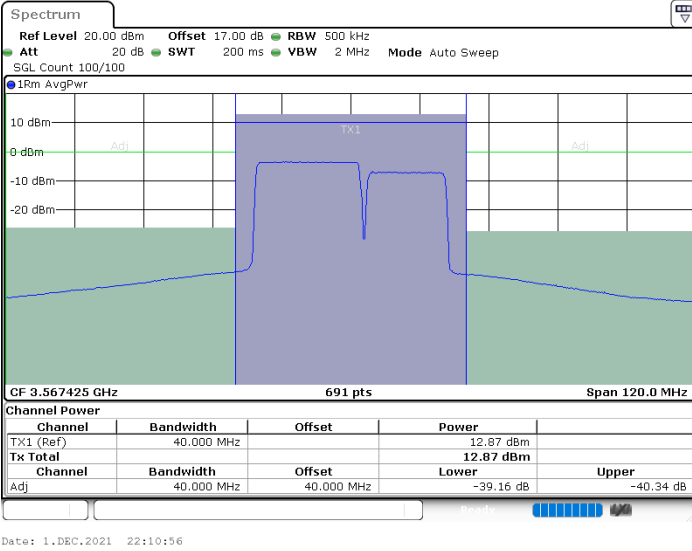 Spectrum
Ref Level 20.00 dBm Offset 17.00 dB RBW 500 kHz
Att 20 dB SWT 200 ms VBW 2 MHz Mode Auto Sweep
SGL Count 100/100
1Rm AvgPwr
10 dBm
TX1
Adj Adj
0 dBm
-10 dBm
-20 dBm
CF 3.567425 GHz 691 pts Span 120.0 MHz
Channel Power
Channel Bandwidth Offset Power
TX1 (Ref) 40.000 MHz 12.87 dBm
Tx Total 12.87 dBm
Channel Bandwidth Offset Lower Upper
Adj 40.000 MHz 40.000 MHz -39.16 dB -40.34 dB
Ready
Date: 1.DEC.2021 22:10:56